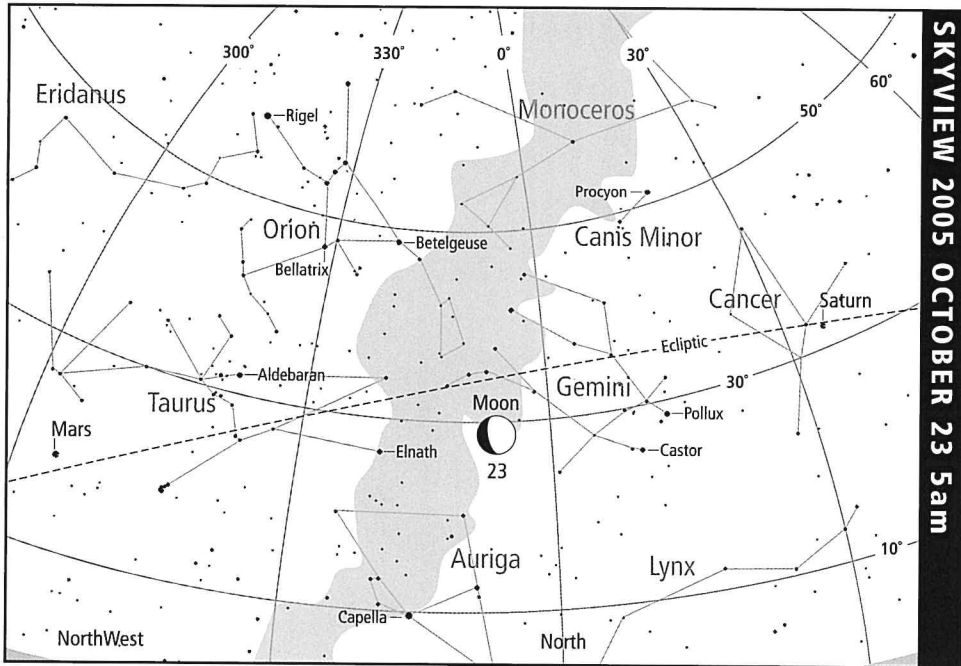 300°
330°
0°
30°
60°
50°
Eridanus
Rigel
Monoceros
Procyon
Orion
Betelgeuse
Canis Minor
Bellatrix
Cancer
Saturn
Ecliptic
Aldebaran
Gemini
30°
Taurus
Moon
Pollux
Mars
Elnath
23
Castor
Auriga
Lynx
10°
Capella
NorthWest
North
SKYVIEW 2005 OCTOBER 23 5am